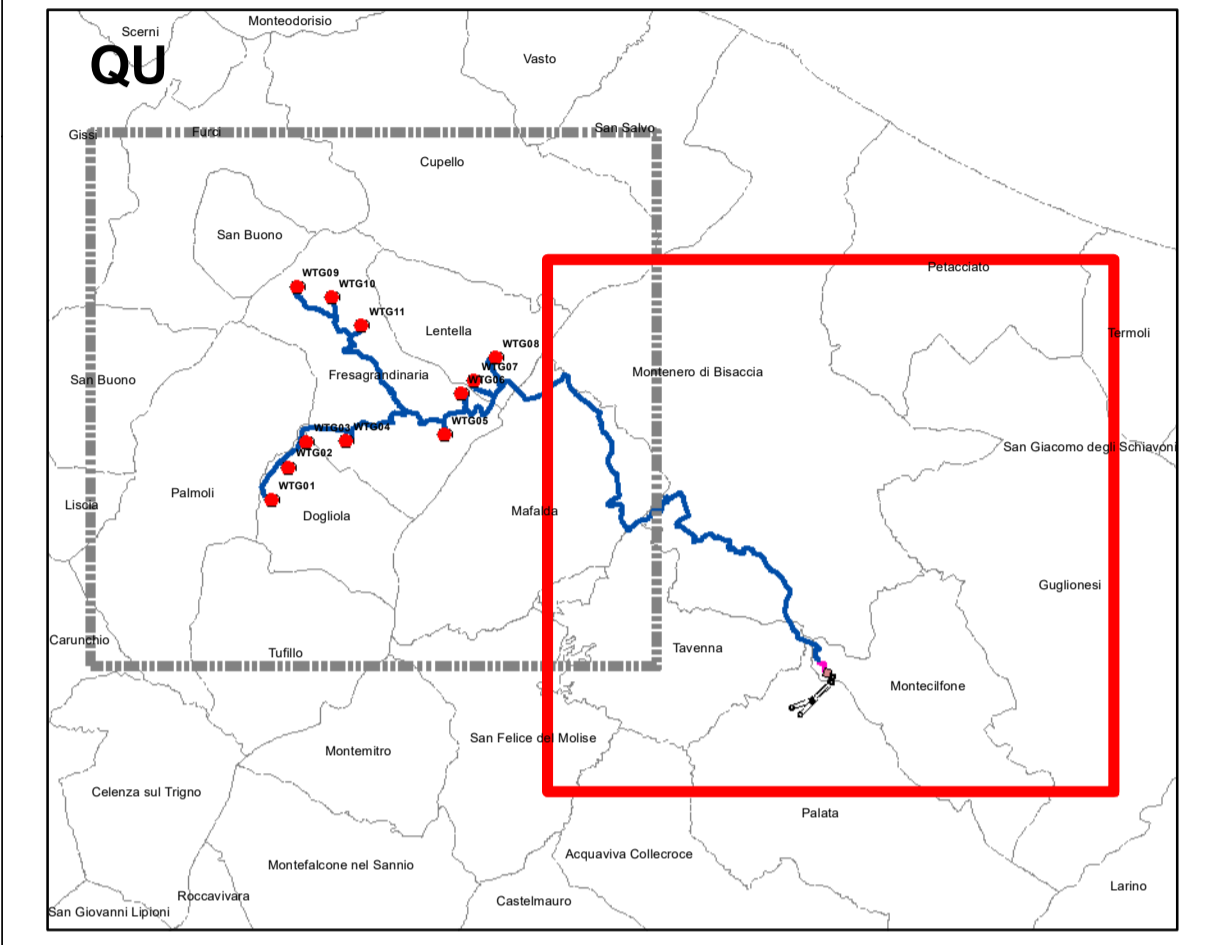 Monteodorisio
Scerni
QU
Vasto
Gissi
Furci
San Salvo
Cupello
San Buono
Petacciato
WTG09
WTG10
WTG11
Lentella
Termoli
WTG08
WTG07
Montenero di Bisaccia
Fresagrandinaria
San Buono
WTG06
WTG05
WTG03
WTG04
San Giacomo degli Schiavoni
WTG02
WTG01
Palmoli
Liscia
Dogliola
Mafalda
Guglionesi
Carunchio
Tufillo
Tavenna
Montecilfone
San Felice del Molise
Montemitro
Celenza sul Trigno
Palata
Acquaviva Collecroce
Montefalcone nel Sannio
Larino
Roccavivara
Castelmauro
San Giovanni Lipioni